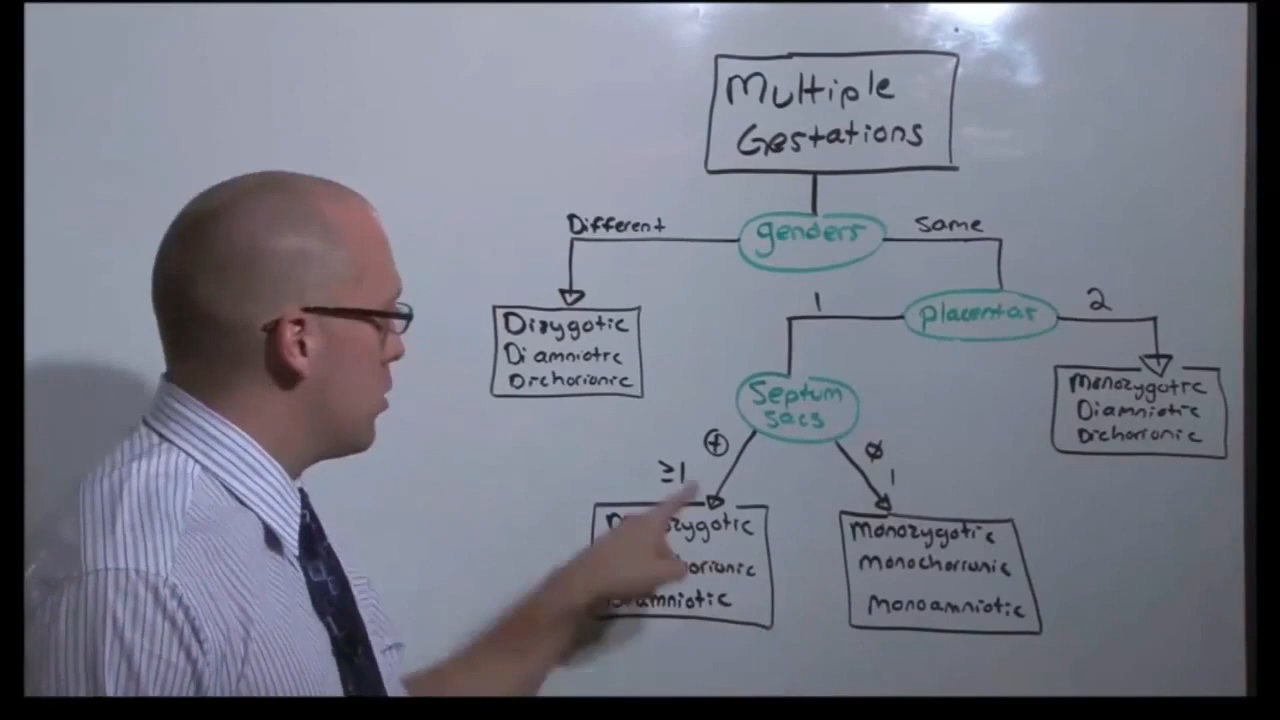 Multiple
Gestations
genders
Different
Same
Dizygotic
Diamniotic
Dichorionic
placentas
1
2
Monozygotic
Diamniotic
Dichorionic
Septum
sacs
+
≥1
Ø
1
Diamniotic
Monozygotic
Monochorionic
Monoamniotic